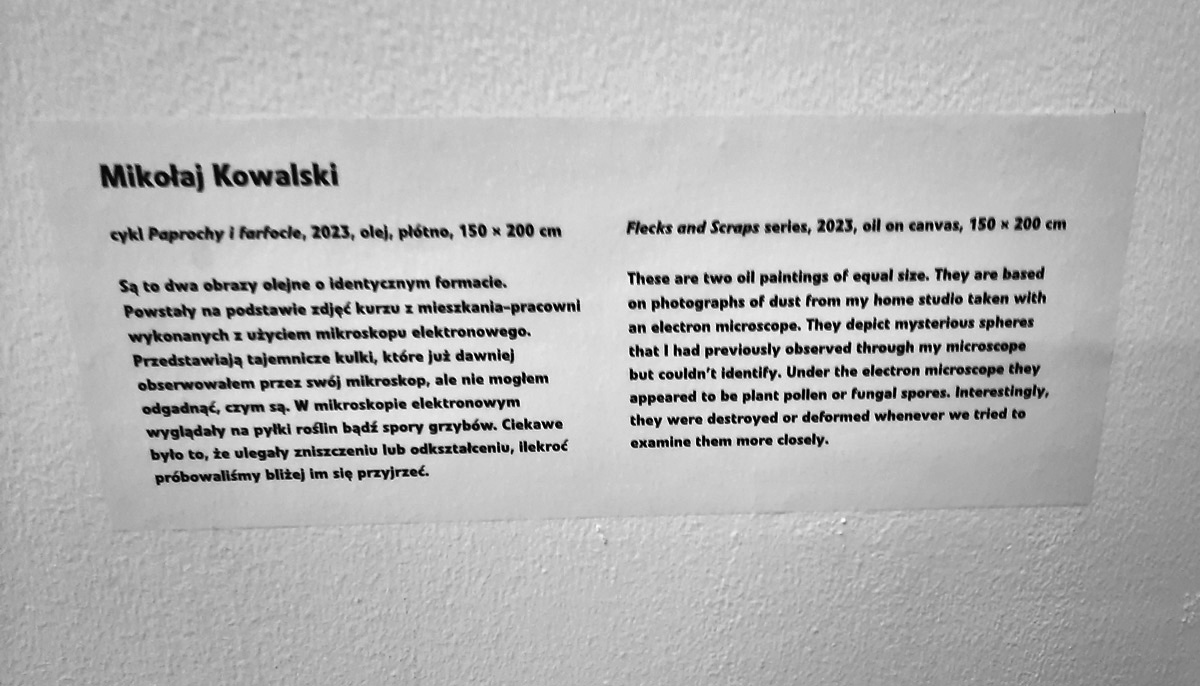 Mikołaj Kowalski
cykl Paprochy i farfocle, 2023, olej, płótno, 150 × 200 cm
Są to dwa obrazy olejne o identycznym formacie.
Powstały na podstawie zdjęć kurzu z mieszkania-pracowni
wykonanych z użyciem mikroskopu elektronowego.
Przedstawiają tajemnicze kulki, które już dawniej
obserwowałem przez swój mikroskop, ale nie mogłem
odgadnąć, czym są. W mikroskopie elektronowym
wyglądały na pyłki roślin bądź spory grzybów. Ciekawe
było to, że ulegały zniszczeniu lub odkształceniu, ilekroć
próbowaliśmy bliżej im się przyjrzeć.
Flecks and Scraps series, 2023, oil on canvas, 150 × 200 cm
These are two oil paintings of equal size. They are based
on photographs of dust from my home studio taken with
an electron microscope. They depict mysterious spheres
that I had previously observed through my microscope
but couldn't identify. Under the electron microscope they
appeared to be plant pollen or fungal spores. Interestingly,
they were destroyed or deformed whenever we tried to
examine them more closely.